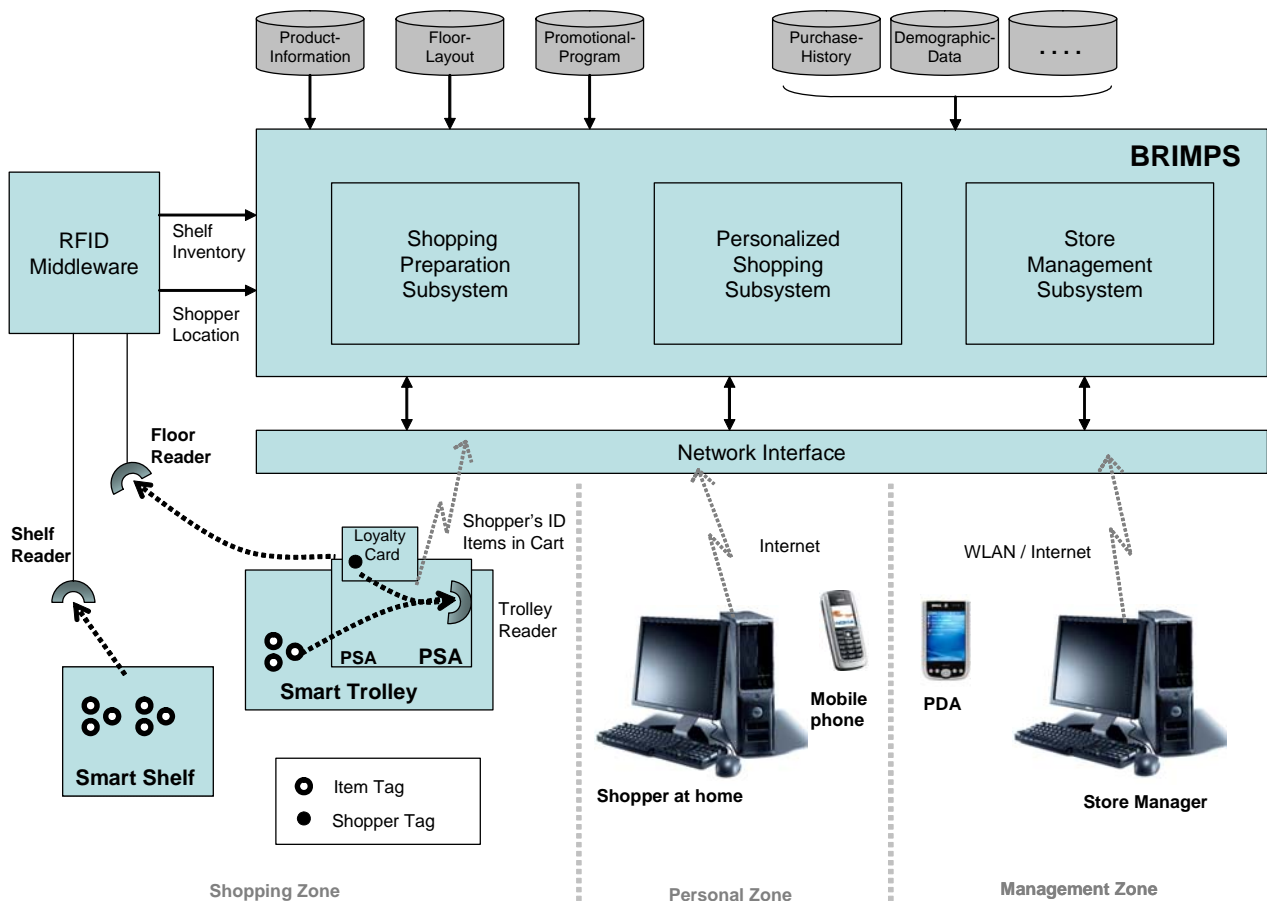 Product-
Information
Floor-
Layout
Promotional-
Program
Purchase-
History
Demographic-
Data
. . . .
BRIMPS
RFID
Middleware
Shelf
Inventory
Shopper
Location
Shopping
Preparation
Subsystem
Personalized
Shopping
Subsystem
Store
Management
Subsystem
Network Interface
Floor
Reader
Shelf
Reader
Loyalty
Card
Shopper's ID
Items in Cart
Trolley
Reader
PSA
PSA
Smart Trolley
Smart Shelf
Internet
WLAN / Internet
Mobile
phone
PDA
Shopper at home
Store Manager
Item Tag
Shopper Tag
Shopping Zone
Personal Zone
Management Zone